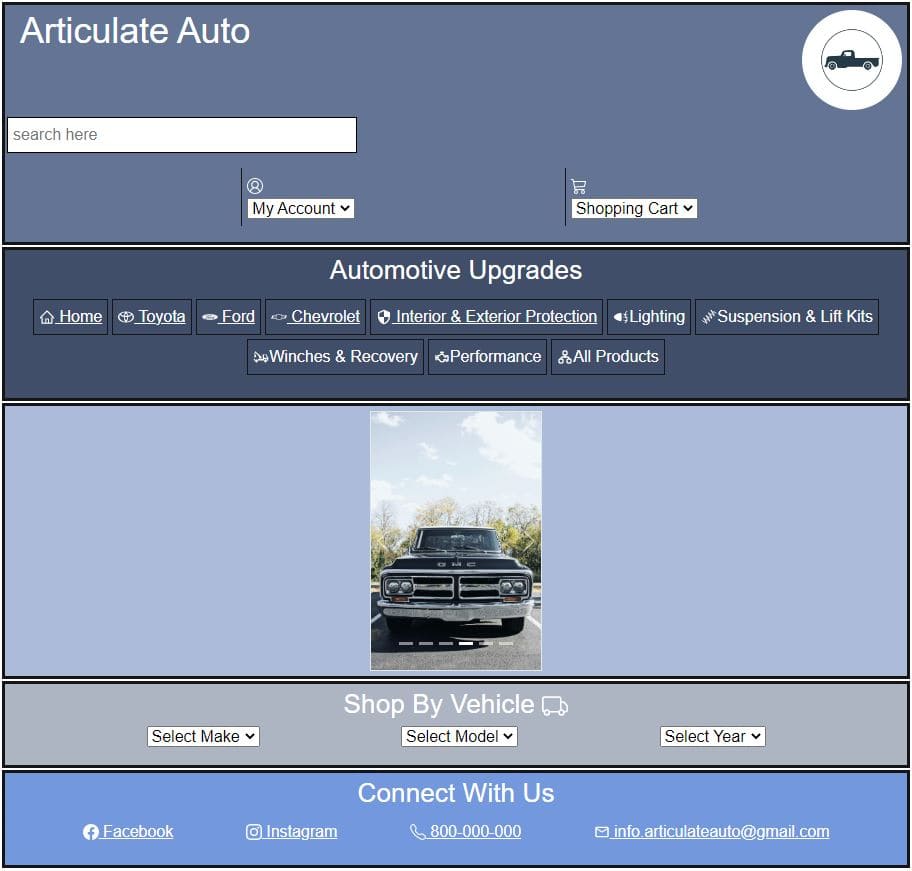 Articulate Auto
search here
My Account Shopping Cart
Automotive Upgrades
Home Toyota Ford Chevrolet Interior & Exterior Protection Lighting Suspension & Lift Kits
Winches & Recovery Performance All Products
GMC
Shop By Vehicle
Select Make Select Model Select Year
Connect With Us
Facebook Instagram 800-000-000 info.articulateauto@gmail.com